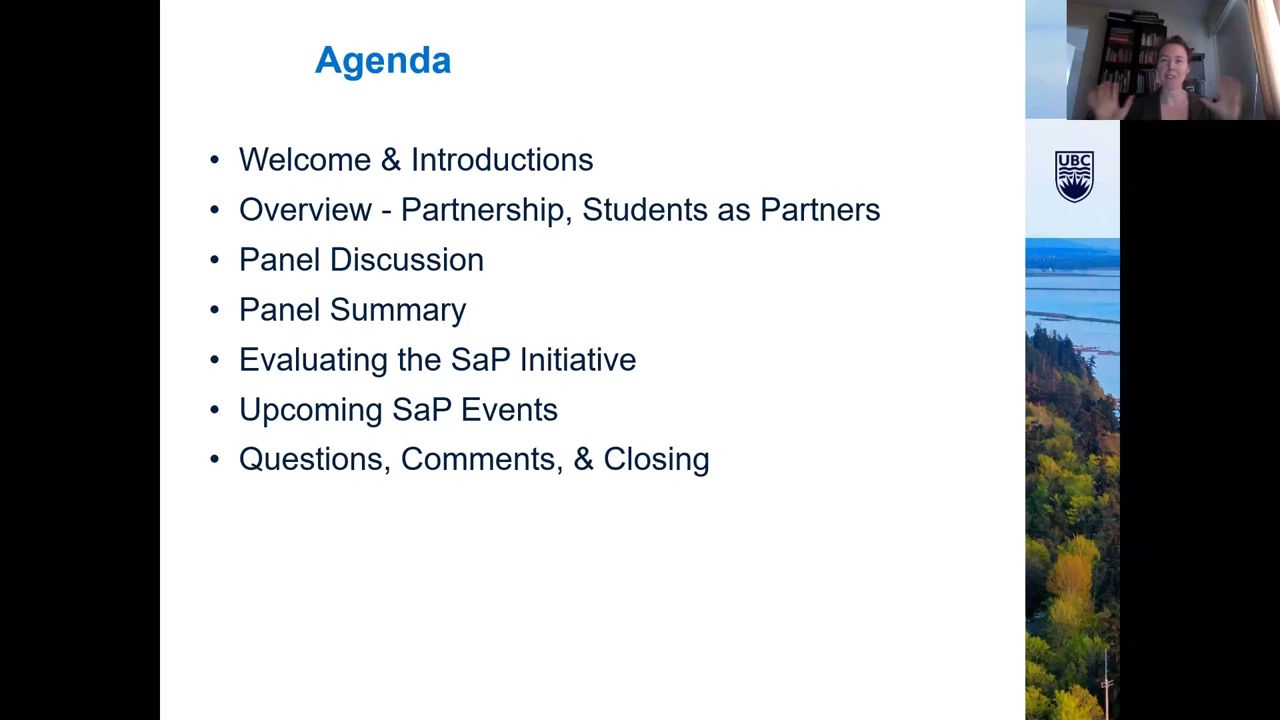 Agenda
• Welcome & Introductions
• Overview - Partnership, Students as Partners
• Panel Discussion
• Panel Summary
• Evaluating the SaP Initiative
• Upcoming SaP Events
• Questions, Comments, & Closing
UBC